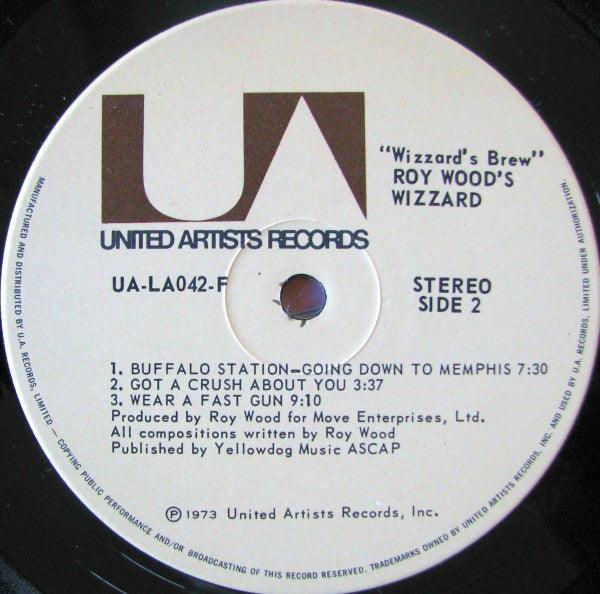 UA
"Wizzard's Brew"
ROY WOOD'S
WIZZARD
UNITED ARTISTS RECORDS
UA-LA042-F
STEREO
SIDE 2
1. BUFFALO STATION—GOING DOWN TO MEMPHIS 7:30
2. GOT A CRUSH ABOUT YOU 3:37
3. WEAR A FAST GUN 9:10
Produced by Roy Wood for Move Enterprises, Ltd.
All compositions written by Roy Wood
Published by Yellowdog Music ASCAP
℗ 1973 United Artists Records, Inc.
MANUFACTURED AND DISTRIBUTED BY U.A. RECORDS, LIMITED — COPYING PUBLIC PERFORMANCE AND/OR BROADCASTING OF THIS RECORD RESERVED. TRADEMARKS OWNED BY UNITED ARTISTS RECORDS, INC. AND USED BY U.A. RECORDS, LIMITED UNDER AUTHORIZATION.